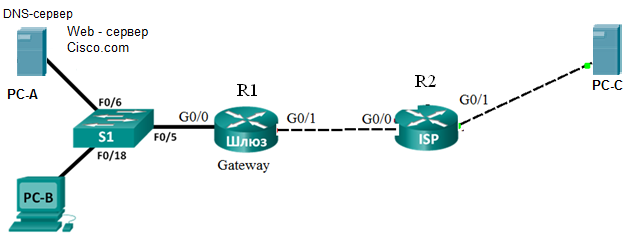 DNS-сервер
Web - сервер
Cisco.com
PC-A
F0/6
S1
F0/5
F0/18
PC-B
G0/0
R1
Шлюз
Gateway
G0/1
G0/0
R2
ISP
G0/1
PC-C